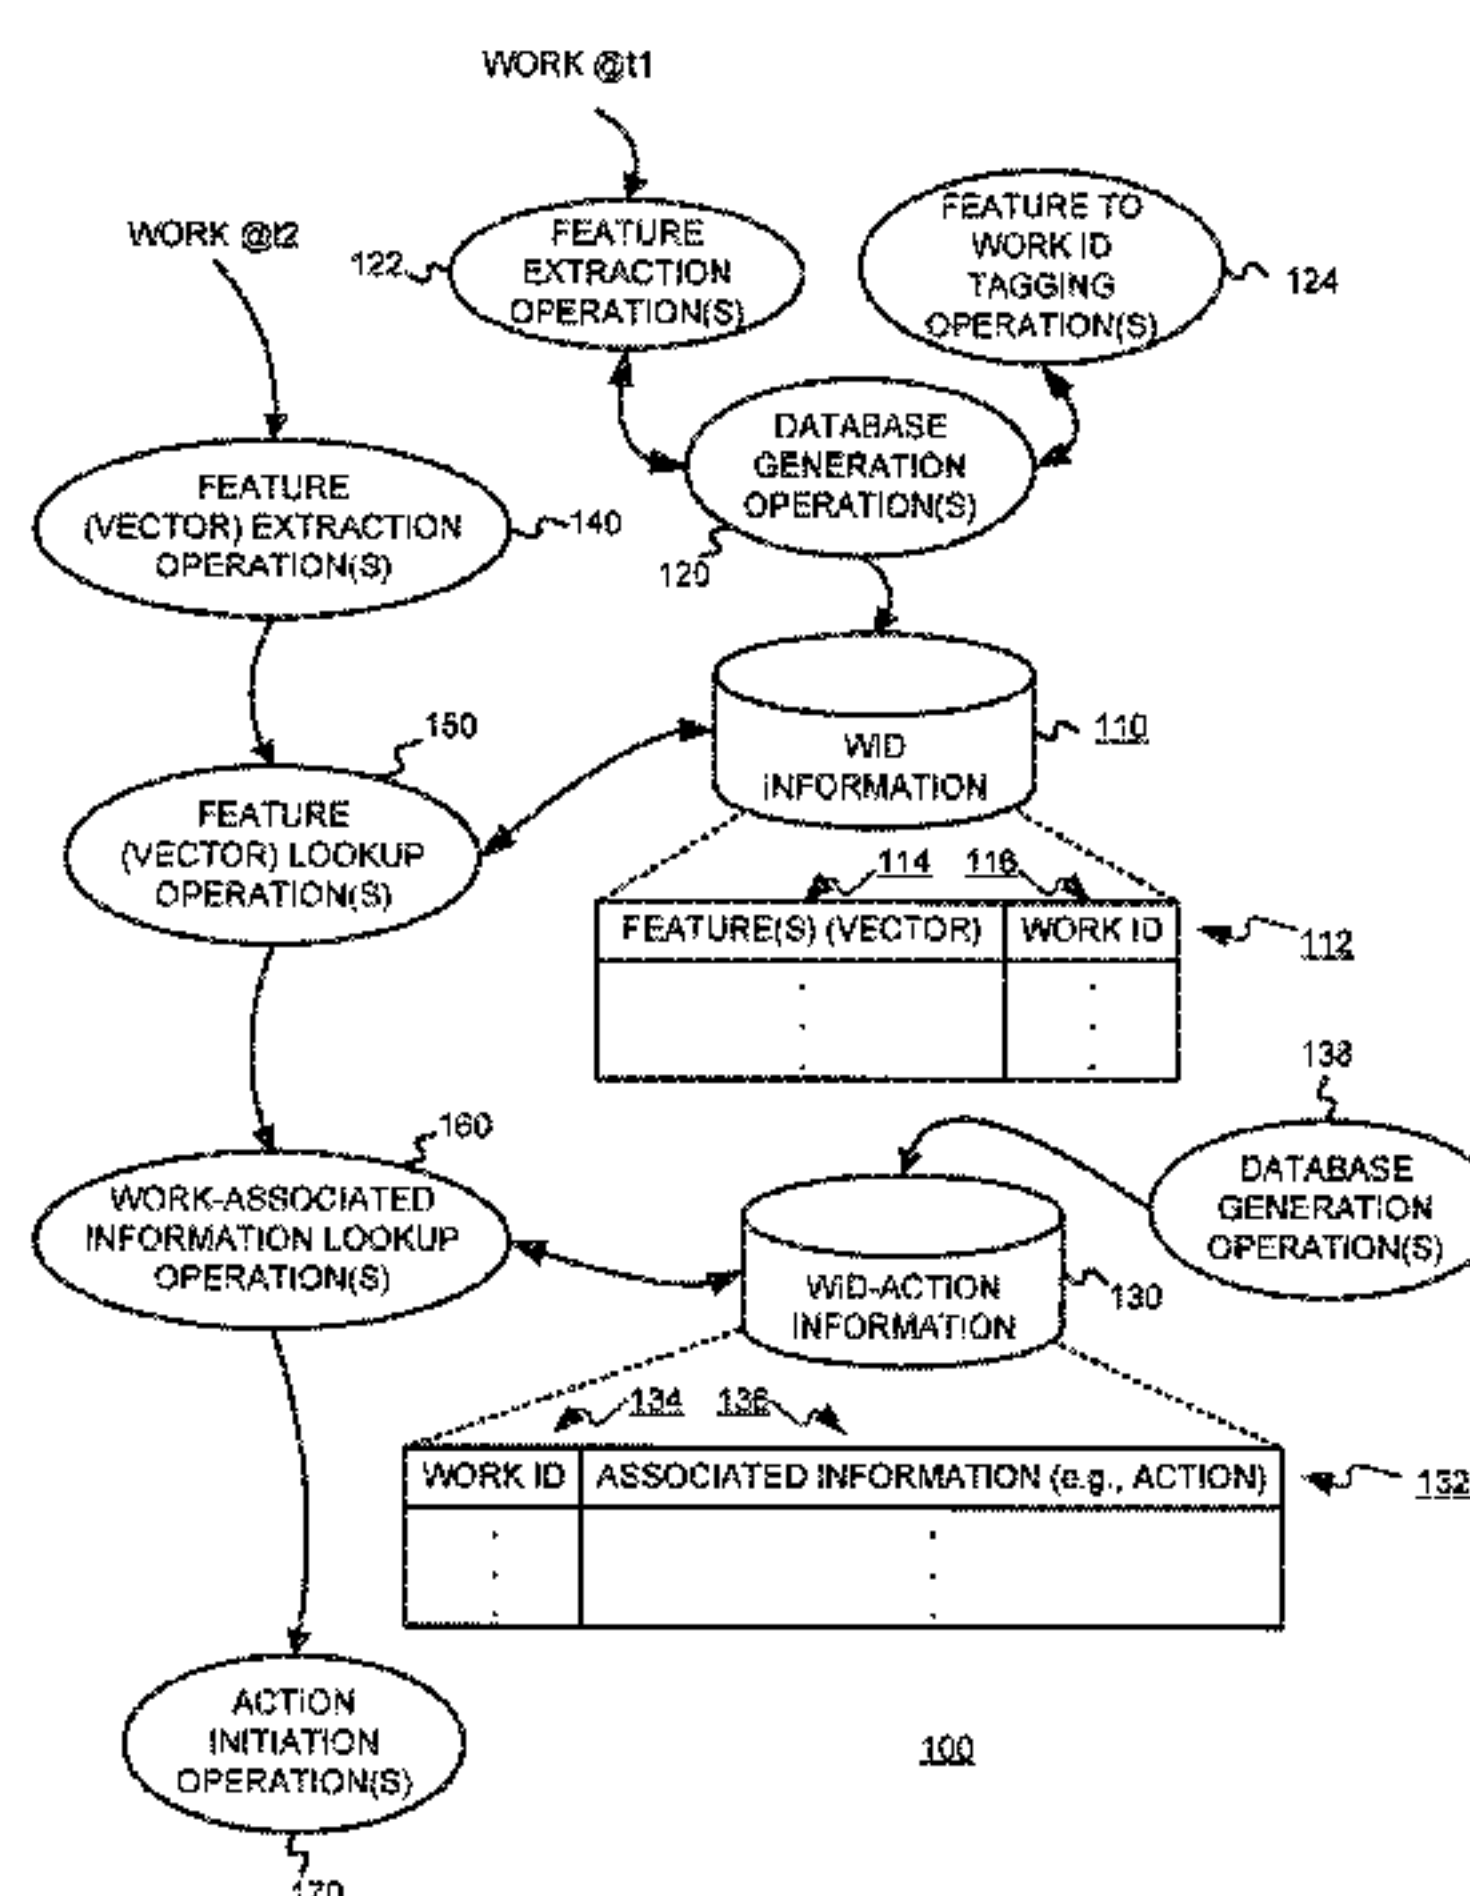 WORK @t1
WORK @t2
122
FEATURE
EXTRACTION
OPERATION(S)
FEATURE TO
WORK ID
TAGGING
OPERATION(S)
124
DATABASE
GENERATION
OPERATION(S)
120
FEATURE
(VECTOR) EXTRACTION
OPERATION(S)
140
150
FEATURE
(VECTOR) LOOKUP
OPERATION(S)
WID
INFORMATION
110
114 116
FEATURE(S) (VECTOR) WORK ID
112
138
DATABASE
GENERATION
OPERATION(S)
160
WORK-ASSOCIATED
INFORMATION LOOKUP
OPERATION(S)
WID-ACTION
INFORMATION
130
134 136
WORK ID ASSOCIATED INFORMATION (e.g., ACTION)
132
ACTION
INITIATION
OPERATION(S)
170
100